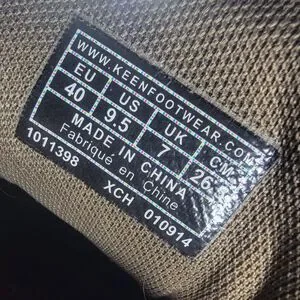 WWW.KEENFOOTWEAR.COM
EU US UK CM
40 9.5 7 26
MADE IN CHINA
Fabriqué en Chine
1011398 XCH 010914